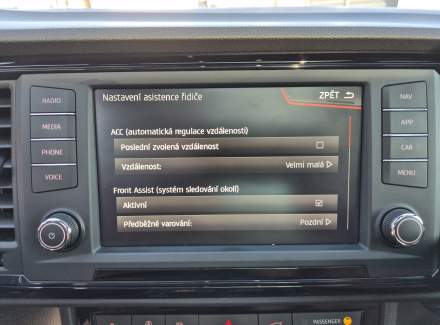 Nastavení asistence řidiče
ZPĚT
ACC (automatická regulace vzdálenosti)
Poslední zvolená vzdálenost
Vzdálenost: Velmi malá
Front Assist (systém sledování okolí)
Aktivní
Předběžné varování: Pozdní
RADIO
MEDIA
PHONE
VOICE
NAV
APP
CAR
MENU
PASSENGER